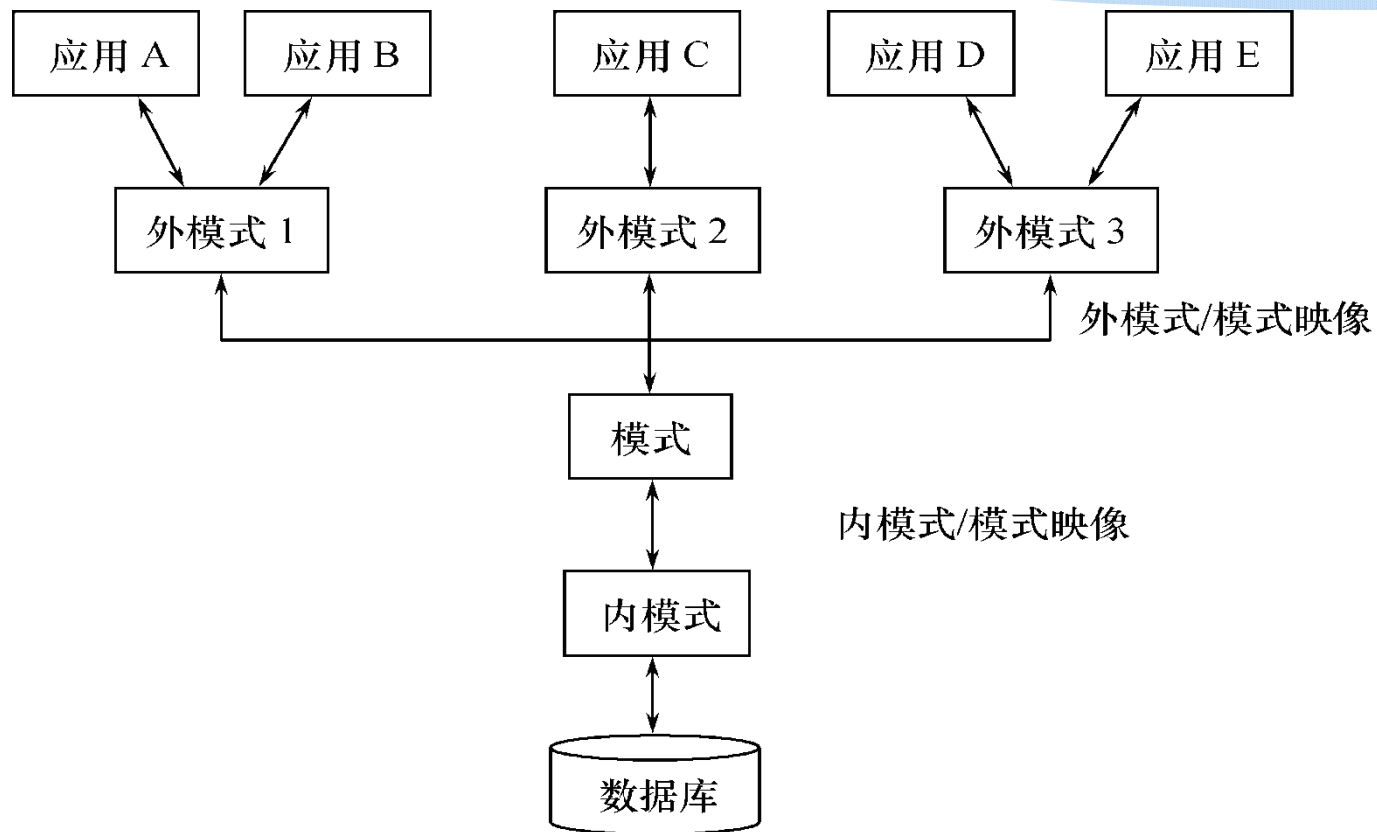 应用 A
应用 B
应用 C
应用 D
应用 E
外模式 1
外模式 2
外模式 3
外模式/模式映像
模式
内模式/模式映像
内模式
数据库